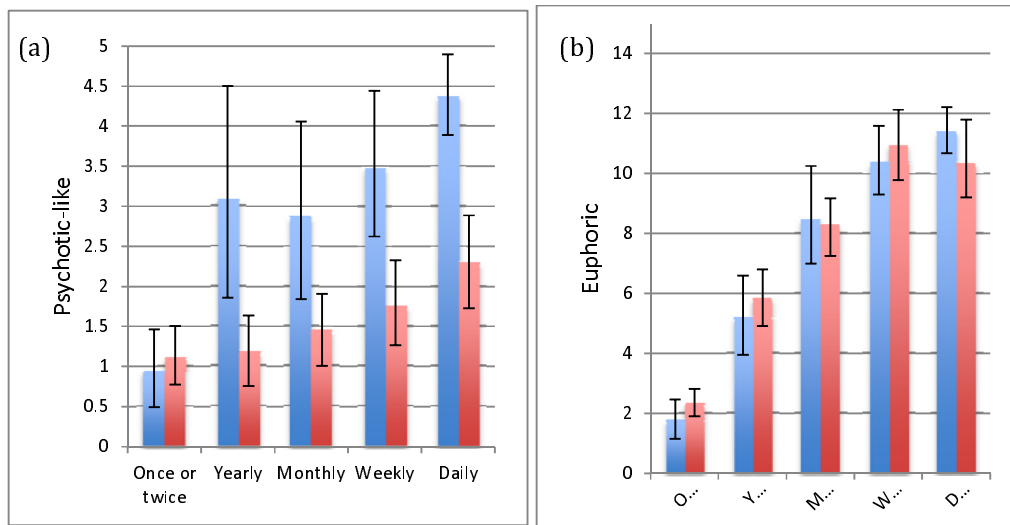 (a)
Psychotic-like
5
4.5
4
3.5
3
2.5
2
1.5
1
0.5
0
Once or twice
Yearly
Monthly
Weekly
Daily
(b)
Euphoric
14
12
10
8
6
4
2
0
O...
Y...
M...
W...
D...